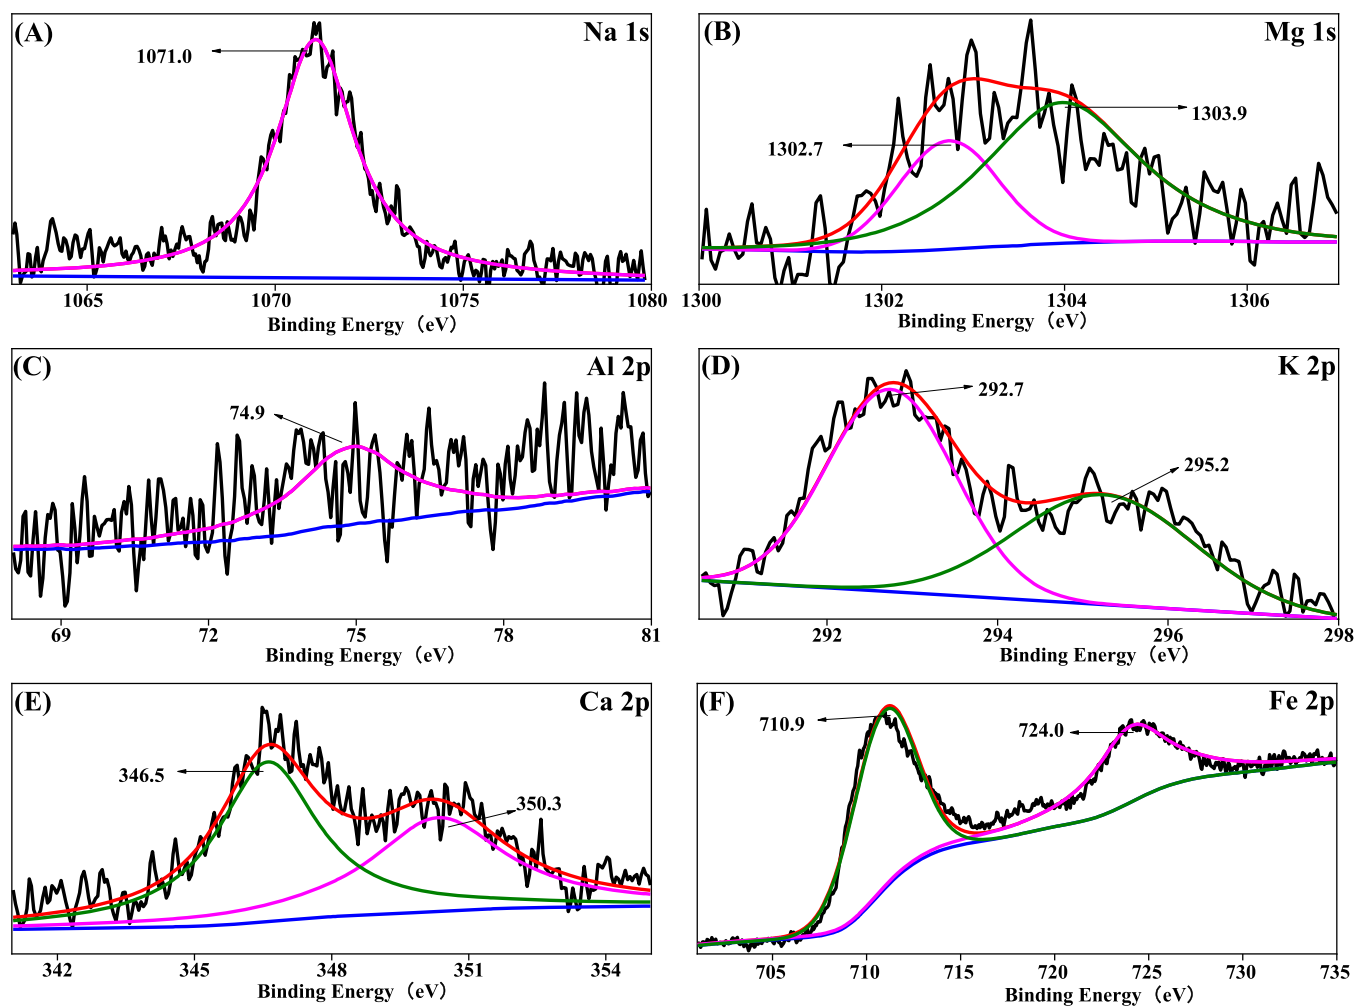 (A)
Na 1s
1071.0
1065 1070 1075 1080
Binding Energy（eV）
(B)
Mg 1s
1302.7
1303.9
1300 1302 1304 1306
Binding Energy（eV）
(C)
Al 2p
74.9
69 72 75 78 81
Binding Energy（eV）
(D)
K 2p
292.7
295.2
292 294 296 298
Binding Energy（eV）
(E)
Ca 2p
346.5
350.3
342 345 348 351 354
Binding Energy（eV）
(F)
Fe 2p
710.9
724.0
705 710 715 720 725 730 735
Binding Energy（eV）